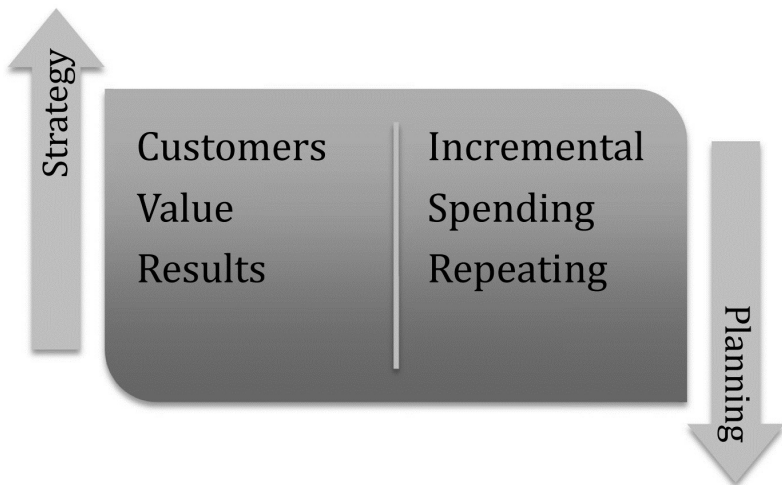 Strategy
Customers
Value
Results
Incremental
Spending
Repeating
Planning